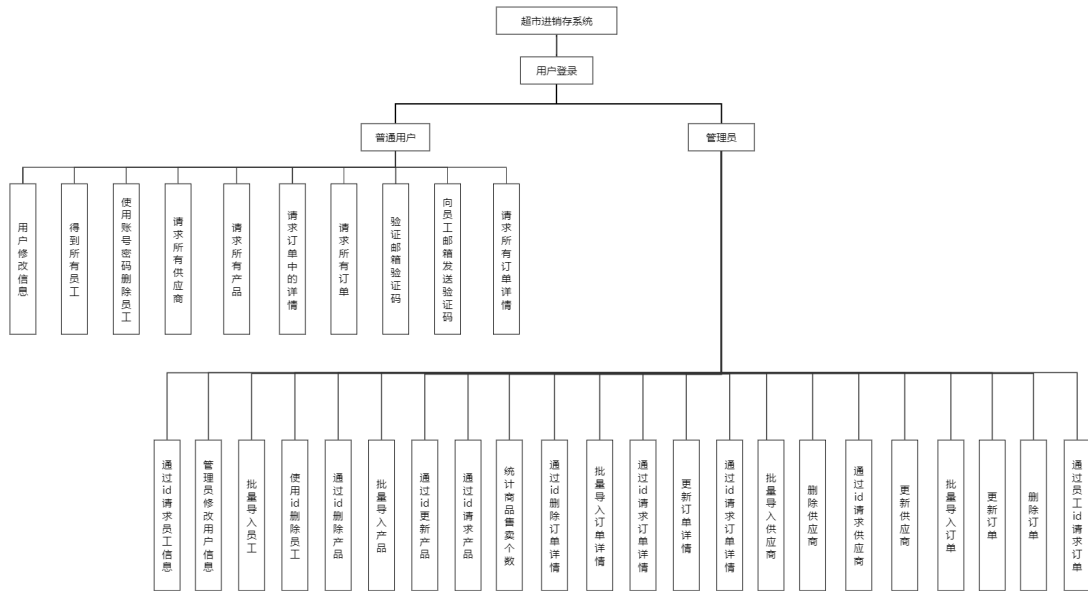 超市进销存系统
用户登录
普通用户
管理员
用户修改信息
得到所有员工
使用账号密码删除员工
请求所有供应商
请求所有产品
请求订单中的详情
请求所有订单
验证邮箱验证码
向员工邮箱发送验证码
请求所有订单详情
通过id请求员工信息
管理员修改用户信息
批量导入员工
使用id删除员工
通过id删除产品
批量导入产品
通过id更新产品
通过id请求产品
统计商品售卖个数
通过id删除订单详情
批量导入订单详情
通过id请求订单详情
更新订单详情
通过id请求订单详情
批量导入供应商
删除供应商
通过id请求供应商
更新供应商
批量导入订单
更新订单
删除订单
通过员工id请求订单